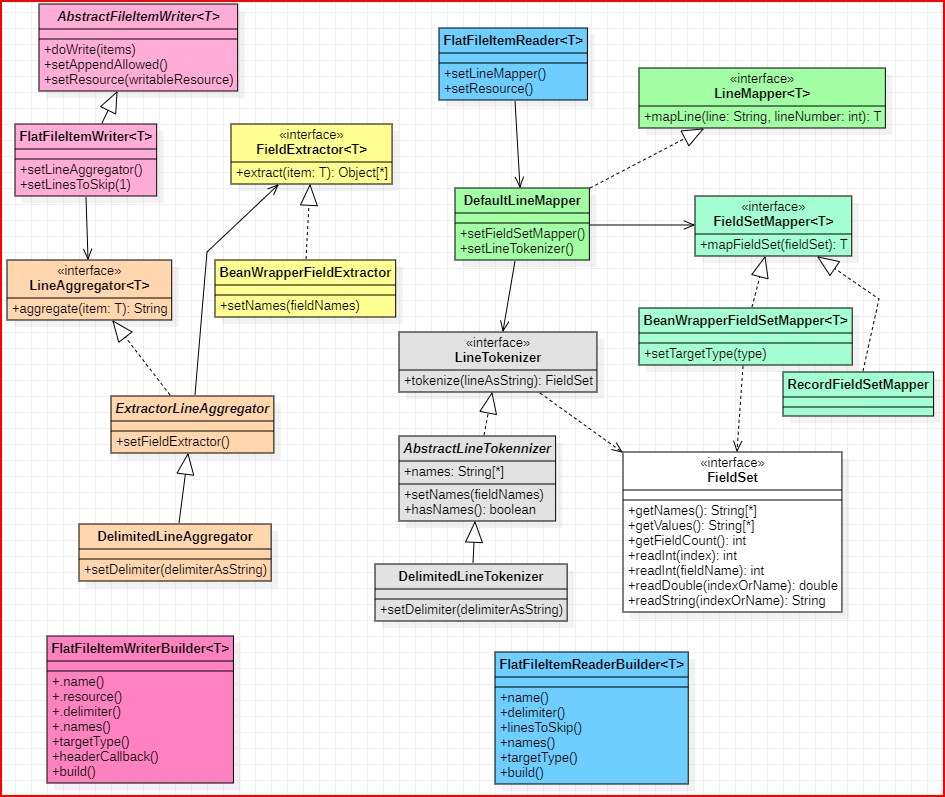 AbstractFileItemWriter<T>
+doWrite(items)
+setAppendAllowed()
+setResource(writableResource)
FlatFileItemWriter<T>
+setLineAggregator()
+setLinesToSkip(1)
«interface»
FieldExtractor<T>
+extract(item: T): Object[*]
FlatFileItemReader<T>
+setLineMapper()
+setResource()
«interface»
LineMapper<T>
+mapLine(line: String, lineNumber: int): T
DefaultLineMapper
+setFieldSetMapper()
+setLineTokenizer()
«interface»
FieldSetMapper<T>
+mapFieldSet(fieldSet): T
«interface»
LineAggregator<T>
+aggregate(item: T): String
BeanWrapperFieldExtractor
+setNames(fieldNames)
«interface»
LineTokenizer
+tokenize(lineAsString): FieldSet
BeanWrapperFieldSetMapper<T>
+setTargetType(type)
RecordFieldSetMapper
ExtractorLineAggregator
+setFieldExtractor()
AbstractLineTokennizer
+names: String[*]
+setNames(fieldNames)
+hasNames(): boolean
«interface»
FieldSet
+getNames(): String[*]
+getValues(): String[*]
+getFieldCount(): int
+readInt(index): int
+readInt(fieldName): int
+readDouble(indexOrName): double
+readString(indexOrName): String
DelimitedLineAggregator
+setDelimiter(delimiterAsString)
DelimitedLineTokenizer
+setDelimiter(delimiterAsString)
FlatFileItemWriterBuilder<T>
+.name()
+.resource()
+.delimiter()
+.names()
+targetType()
+headerCallback()
+build()
FlatFileItemReaderBuilder<T>
+name()
+delimiter()
+linesToSkip()
+names()
+targetType()
+build()